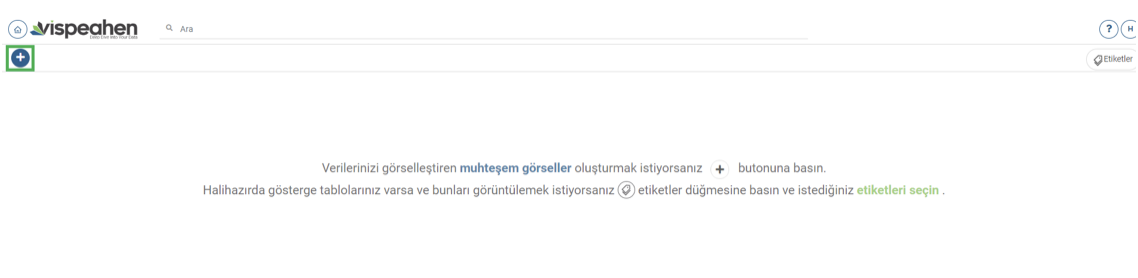 vispeahen
Deep Dive Into Your Data
Ara
?
H
+
Etiketler
Verilerinizi görselleştiren muhteşem görseller oluşturmak istiyorsanız + butonuna basın.
Halihazırda gösterge tablolarınız varsa ve bunları görüntülemek istiyorsanız etiketler düğmesine basın ve istediğiniz etiketleri seçin .